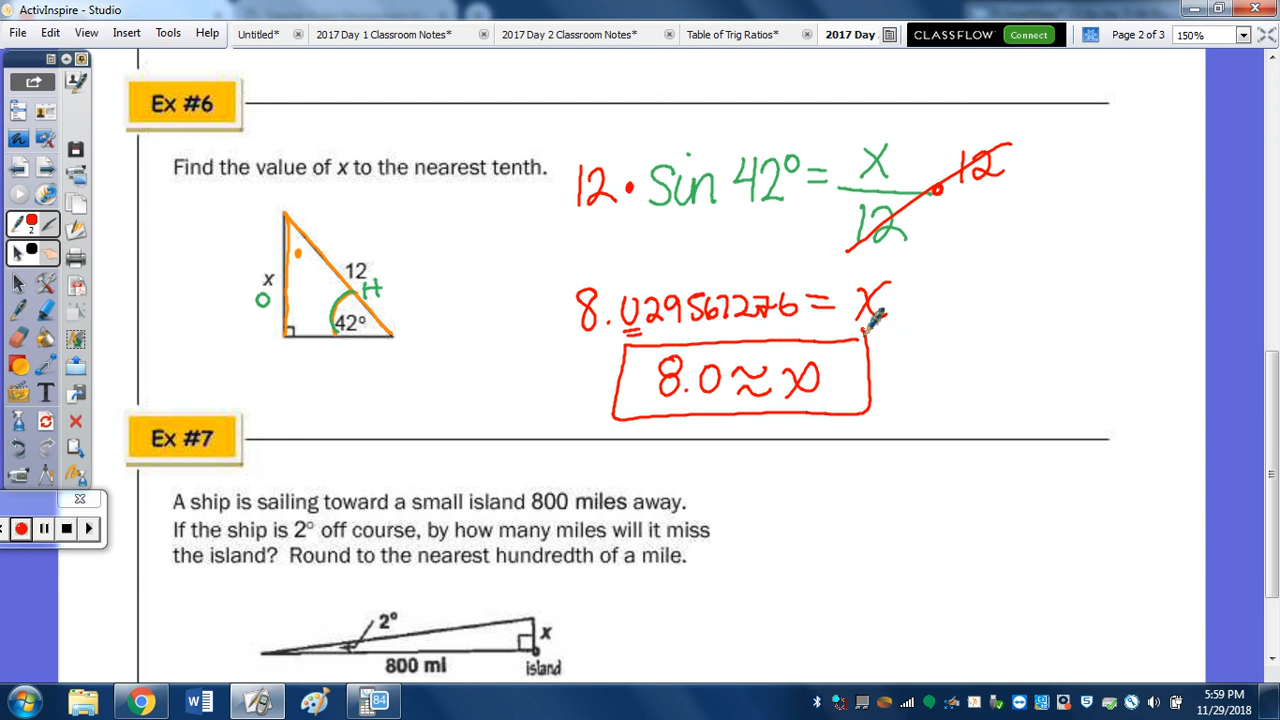 ActivInspire - Studio
File Edit View Insert Tools Help
Untitled* 2017 Day 1 Classroom Notes* 2017 Day 2 Classroom Notes* Table of Trig Ratios* 2017 Day
CLASSFLOW Connect
Page 2 of 3 150%
Ex #6
Find the value of x to the nearest tenth.
12 • sin 42° = x/12 • 12
x
O
12
H
42°
8.029567276 = x
8.0 ≈ x
2
Ex #7
A ship is sailing toward a small island 800 miles away.
If the ship is 2° off course, by how many miles will it miss
the island? Round to the nearest hundredth of a mile.
2°
x
800 mi
island
T
W
84
5:59 PM
11/29/2018